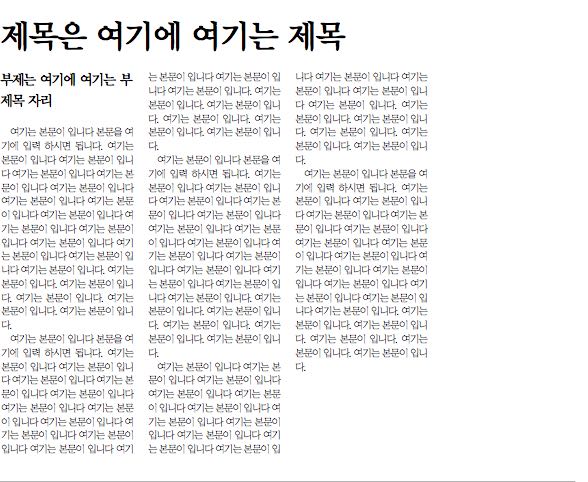 제목은 여기에 여기는 제목
부제는 여기에 여기는 부
제목 자리
여기는 본문이 입니다 본문을 여
기에 입력 하시면 됩니다. 여기는
본문이 입니다 여기는 본문이 입니
다 여기는 본문이 입니다 여기는 본
문이 입니다 여기는 본문이 입니다
여기는 본문이 입니다 여기는 본문
이 입니다 여기는 본문이 입니다 여
기는 본문이 입니다 여기는 본문이
입니다 여기는 본문이 입니다 여기
는 본문이 입니다 여기는 본문이 입
니다 여기는 본문이 입니다. 여기는
본문이 입니다. 여기는 본문이 입니
다. 여기는 본문이 입니다. 여기는
본문이 입니다. 여기는 본문이 입니
다.
여기는 본문이 입니다 본문을 여
기에 입력 하시면 됩니다. 여기는
본문이 입니다 여기는 본문이 입니
다 여기는 본문이 입니다 여기는 본
문이 입니다 여기는 본문이 입니다
여기는 본문이 입니다 여기는 본문
이 입니다 여기는 본문이 입니다 여
기는 본문이 입니다 여기는 본문이
입니다 여기는 본문이 입니다 여기
는 본문이 입니다 여기는 본문이 입
니다 여기는 본문이 입니다. 여기는
본문이 입니다. 여기는 본문이 입니
다. 여기는 본문이 입니다. 여기는
본문이 입니다. 여기는 본문이 입니
다.
여기는 본문이 입니다 본문을 여
기에 입력 하시면 됩니다. 여기는
본문이 입니다 여기는 본문이 입니
다 여기는 본문이 입니다 여기는 본
문이 입니다 여기는 본문이 입니다
여기는 본문이 입니다 여기는 본문
이 입니다 여기는 본문이 입니다 여
기는 본문이 입니다 여기는 본문이
입니다 여기는 본문이 입니다 여기
는 본문이 입니다 여기는 본문이 입
니다 여기는 본문이 입니다. 여기는
본문이 입니다. 여기는 본문이 입니
다. 여기는 본문이 입니다. 여기는
본문이 입니다. 여기는 본문이 입니
다.
여기는 본문이 입니다 여기는 본
문이 입니다 여기는 본문이 입니다
여기는 본문이 입니다 여기는 본문
이 입니다 여기는 본문이 입니다 여
기는 본문이 입니다 여기는 본문이
입니다 여기는 본문이 입니다 여기
는 본문이 입니다 여기는 본문이 입
니다 여기는 본문이 입니다 여기는
본문이 입니다. 여기는 본문이 입니
다 여기는 본문이 입니다. 여기는
본문이 입니다. 여기는 본문이 입니
다. 여기는 본문이 입니다. 여기는
본문이 입니다. 여기는 본문이 입니
다.
여기는 본문이 입니다 본문을 여
기에 입력 하시면 됩니다. 여기는
본문이 입니다 여기는 본문이 입니
다 여기는 본문이 입니다 여기는 본
문이 입니다 여기는 본문이 입니다
여기는 본문이 입니다 여기는 본문
이 입니다 여기는 본문이 입니다 여
기는 본문이 입니다 여기는 본문이
입니다 여기는 본문이 입니다 여기
는 본문이 입니다 여기는 본문이 입
니다 여기는 본문이 입니다. 여기는
본문이 입니다. 여기는 본문이 입니
다. 여기는 본문이 입니다. 여기는
본문이 입니다. 여기는 본문이 입니
다.